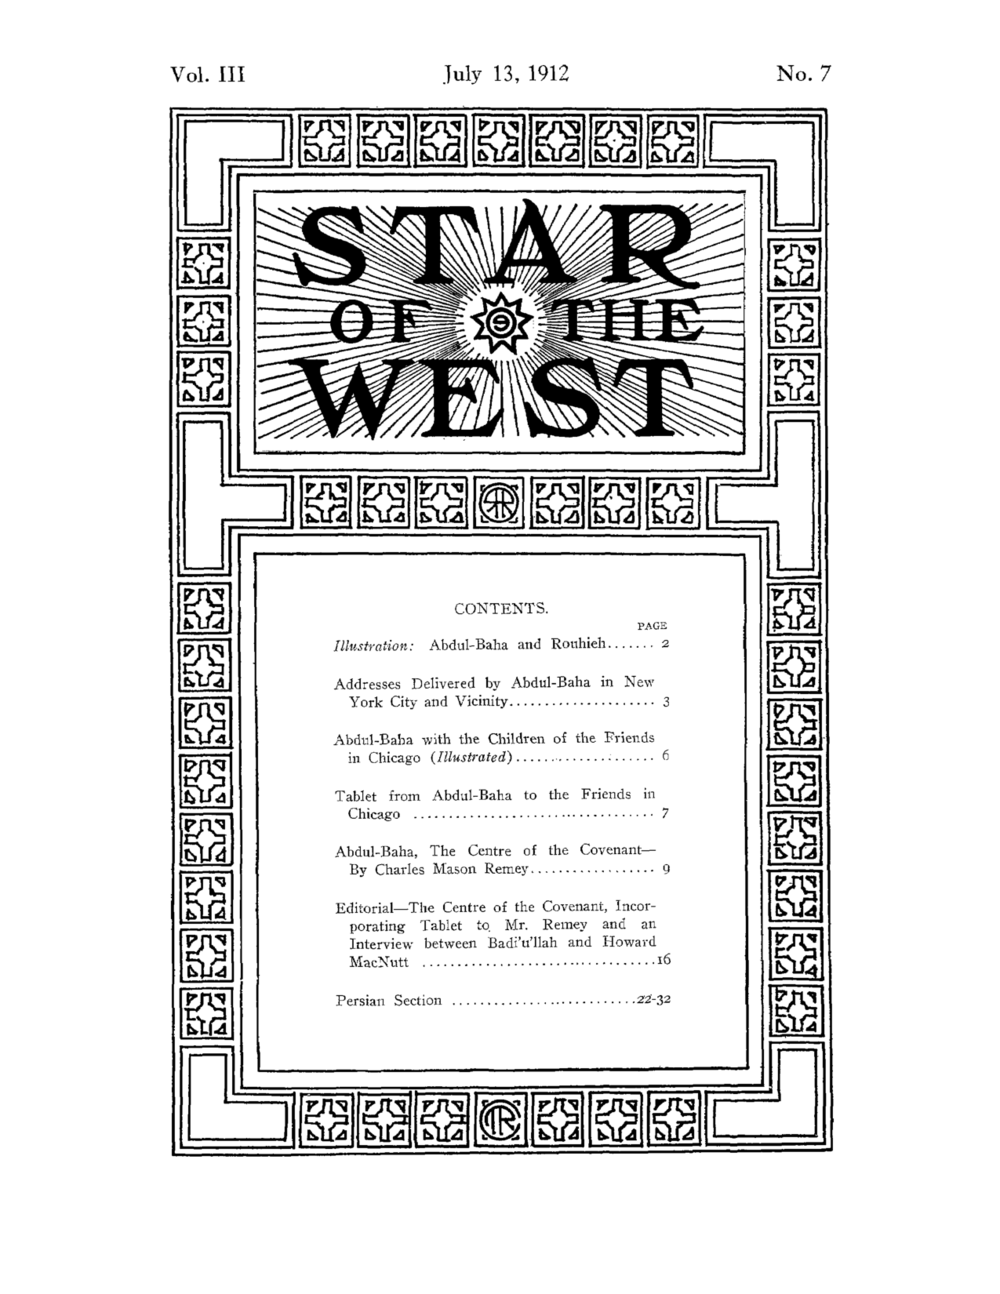 Vol. III July 13, 1912 No. 7
STAR
OF 9 THE
WEST
CONTENTS.
PAGE
Illustration: Abdul-Baha and Rouhieh....... 2
Addresses Delivered by Abdul-Baha in New
York City and Vicinity..................... 3
Abdul-Baha with the Children of the Friends
in Chicago (Illustrated).................... 6
Tablet from Abdul-Baha to the Friends in
Chicago .................................. 7
Abdul-Baha, The Centre of the Covenant—
By Charles Mason Remey.................. 9
Editorial—The Centre of the Covenant, Incor-
porating Tablet to Mr. Remey and an
Interview between Badi'u'llah and Howard
MacNutt ..................................16
Persian Section ...........................22-32